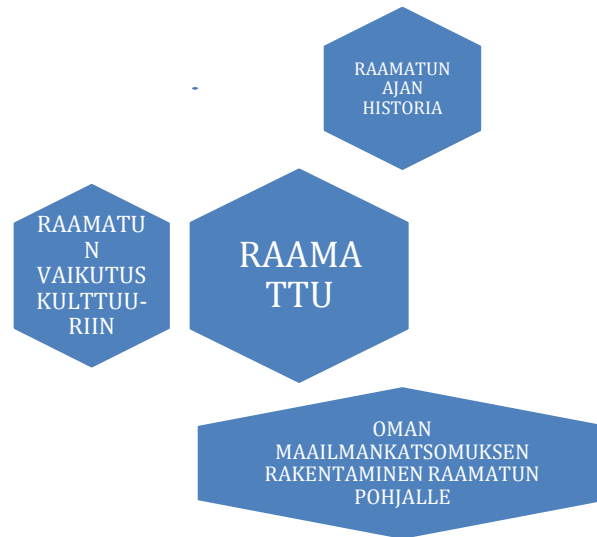 RAAMATUN
AJAN
HISTORIA
RAAMATU
N
VAIKUTUS
KULTTUU-
RIIN
RAAMA
TTU
OMAN
MAAILMANKATSOMUKSEN
RAKENTAMINEN RAAMATUN
POHJALLE